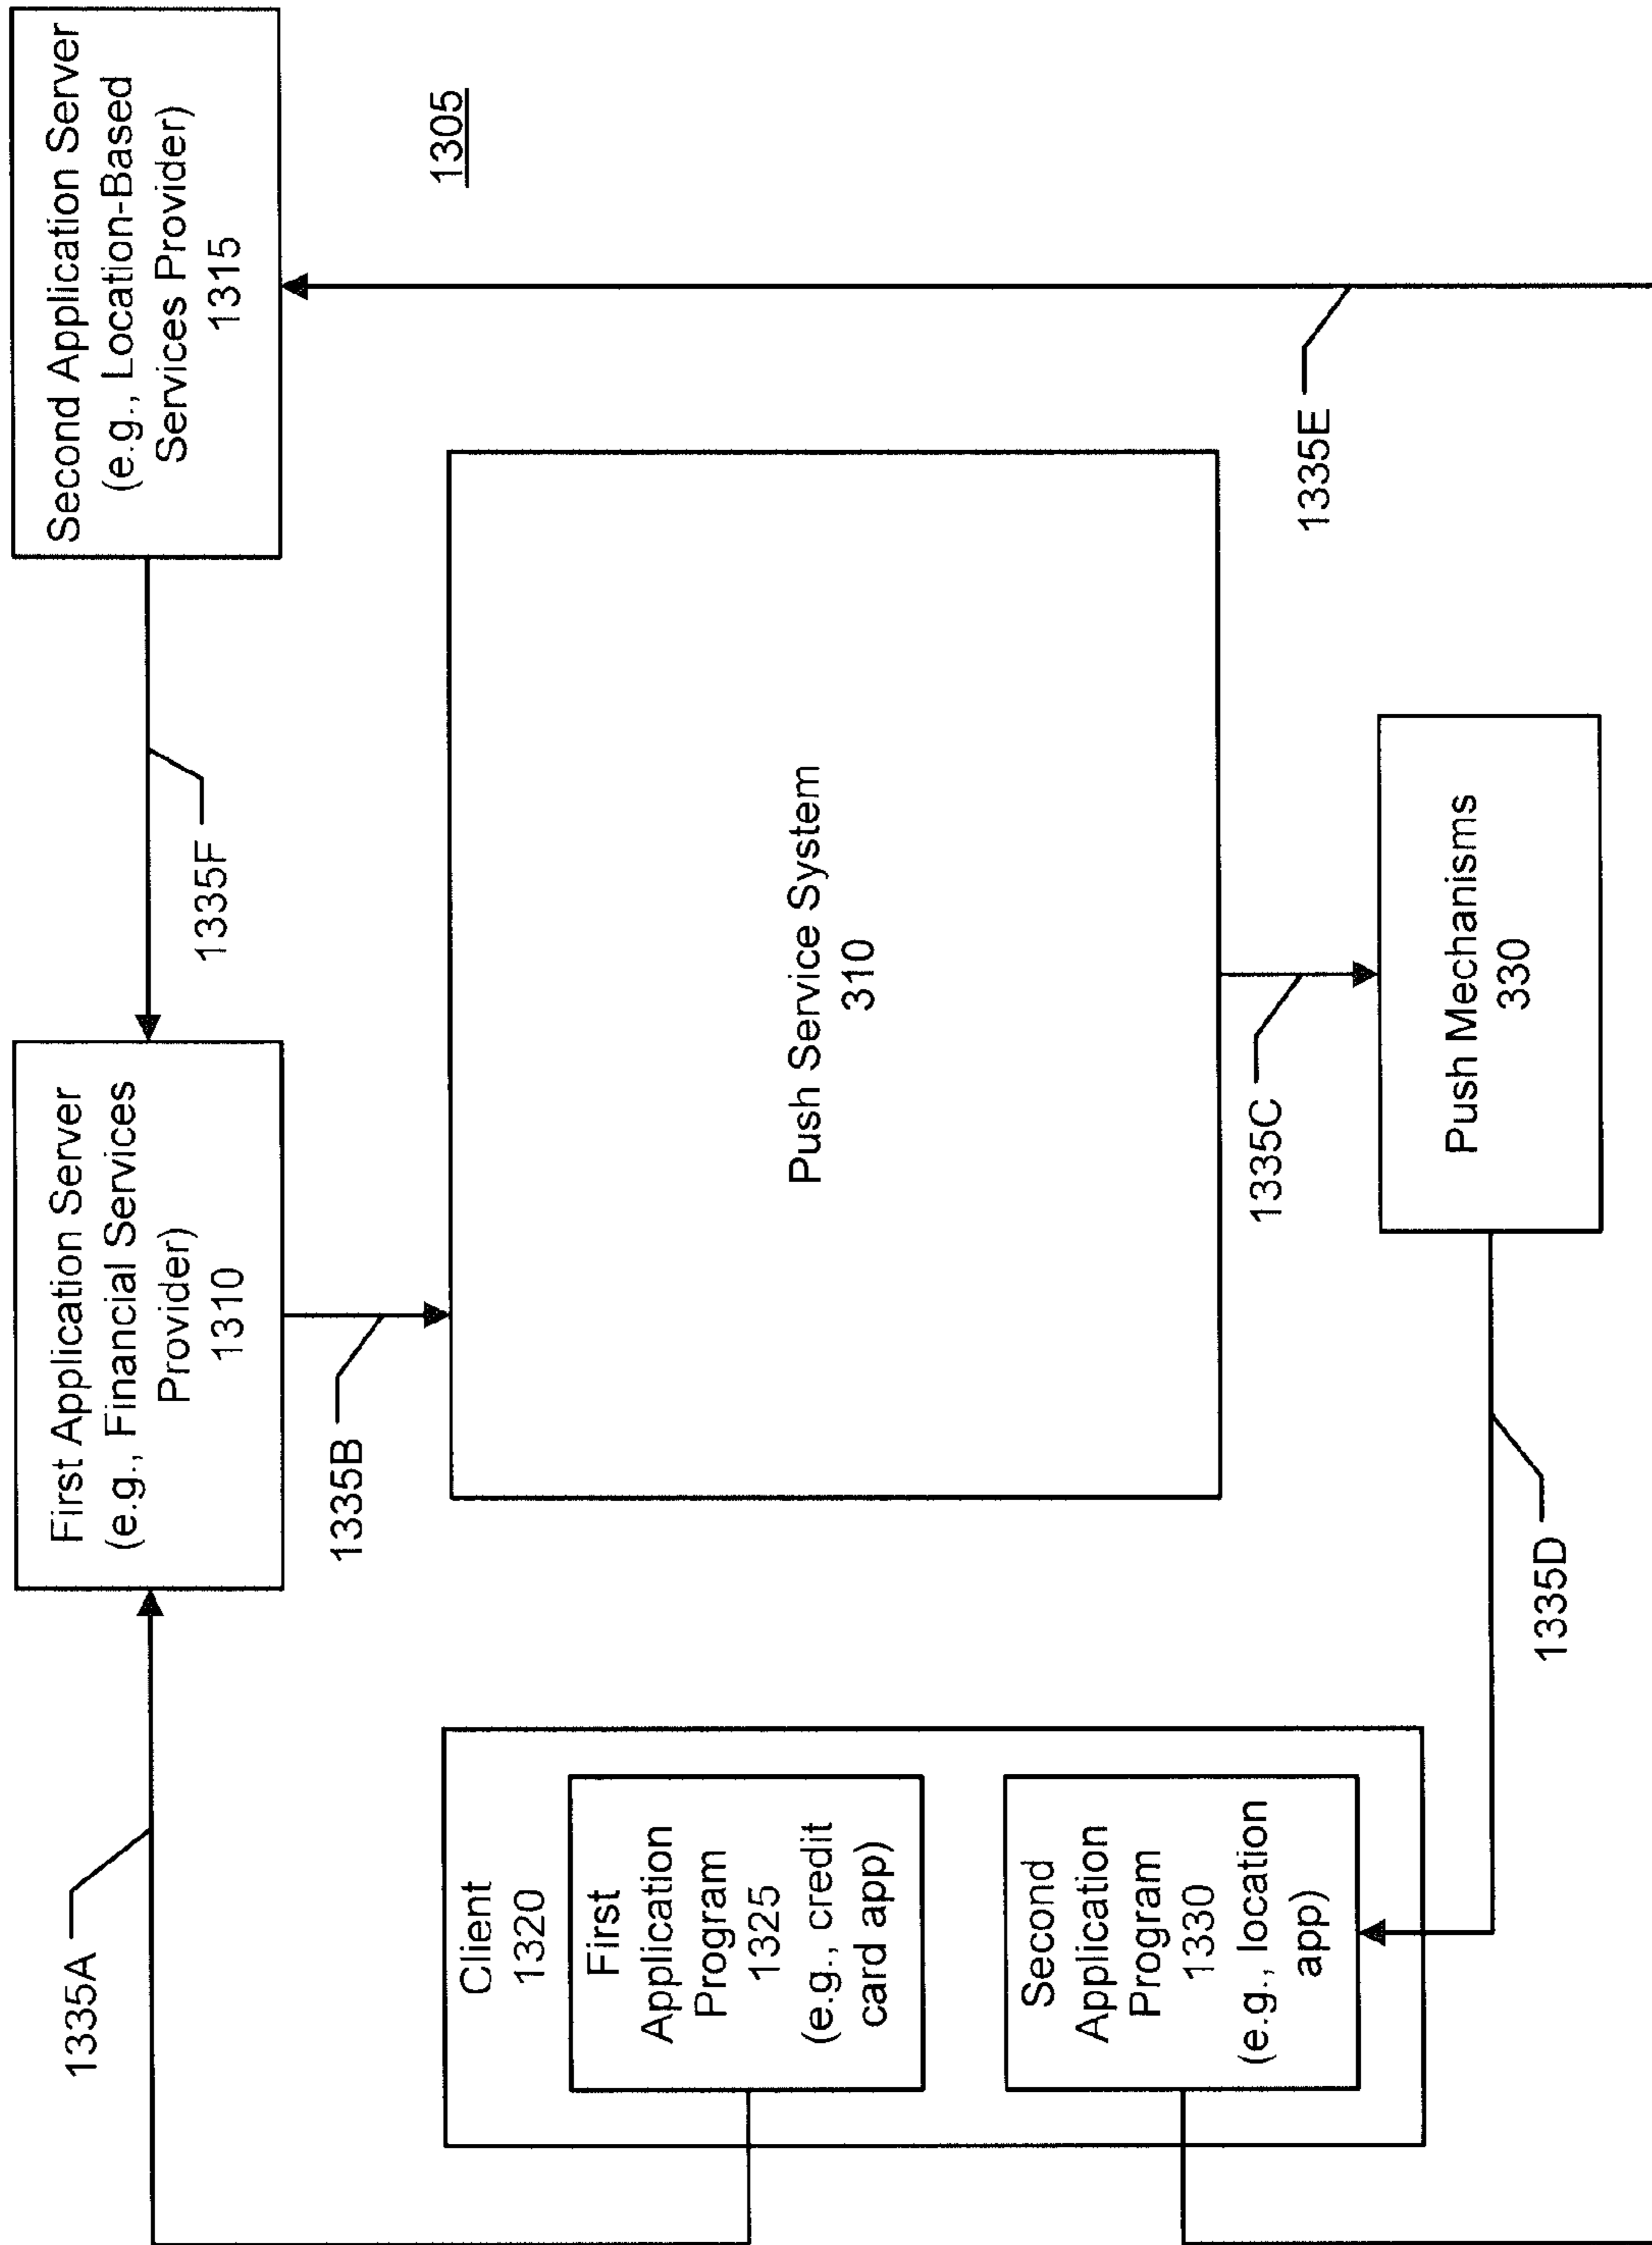 First Application Server
(e.g., Financial Services
Provider)
1310
Second Application Server
(e.g., Location-Based
Services Provider)
1315
1335A
1335F
1335B
1305
Client
1320
First
Application
Program
1325
(e.g., credit
card app)
Second
Application
Program
1330
(e.g., location
app)
Push Service System
310
1335C
1335E
Push Mechanisms
330
1335D